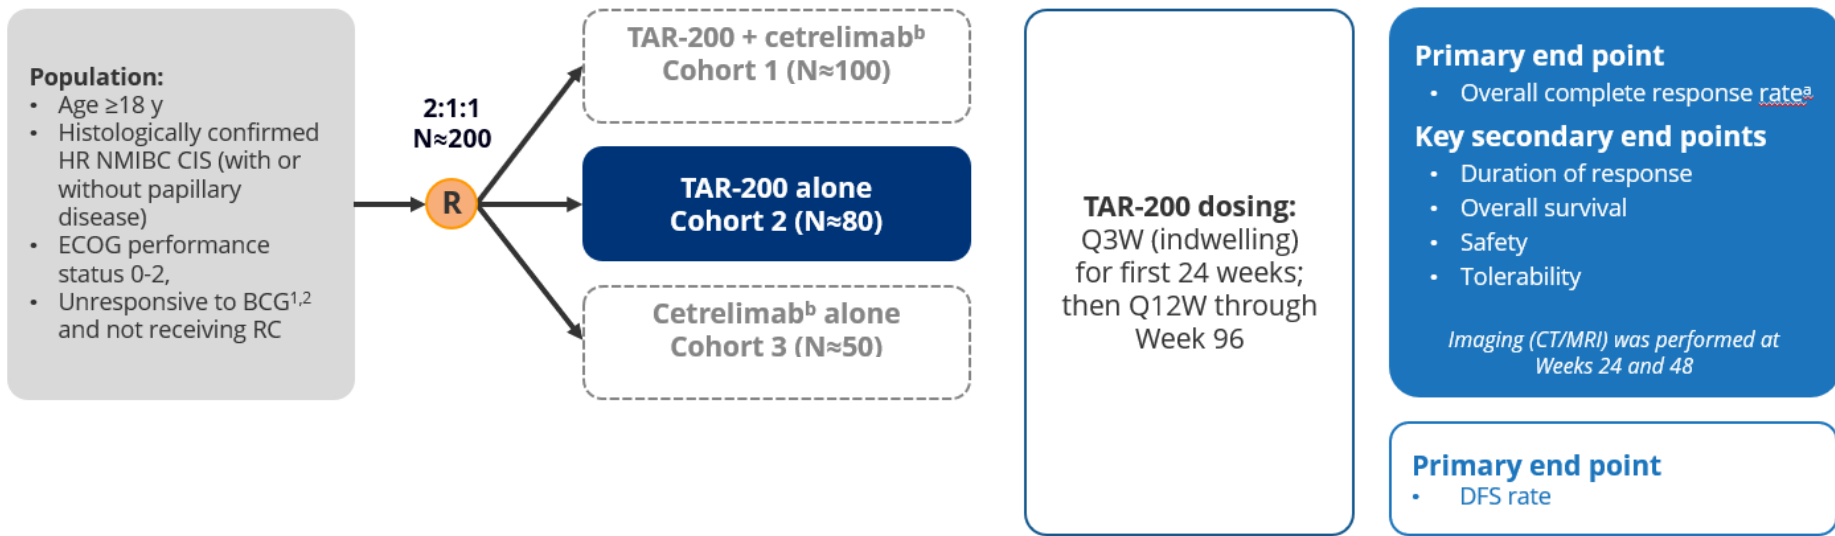 Population:
• Age ≥18 y
• Histologically confirmed
HR NMIBC CIS (with or
without papillary
disease)
• ECOG performance
status 0-2,
• Unresponsive to BCG¹,²
and not receiving RC
2:1:1
N≈200
R
TAR-200 + cetrelimabᵇ
Cohort 1 (N≈100)
TAR-200 alone
Cohort 2 (N≈80)
Cetrelimabᵇ alone
Cohort 3 (N≈50)
TAR-200 dosing:
Q3W (indwelling)
for first 24 weeks;
then Q12W through
Week 96
Primary end point
• Overall complete response rateᵃ
Key secondary end points
• Duration of response
• Overall survival
• Safety
• Tolerability
Imaging (CT/MRI) was performed at
Weeks 24 and 48
Primary end point
• DFS rate